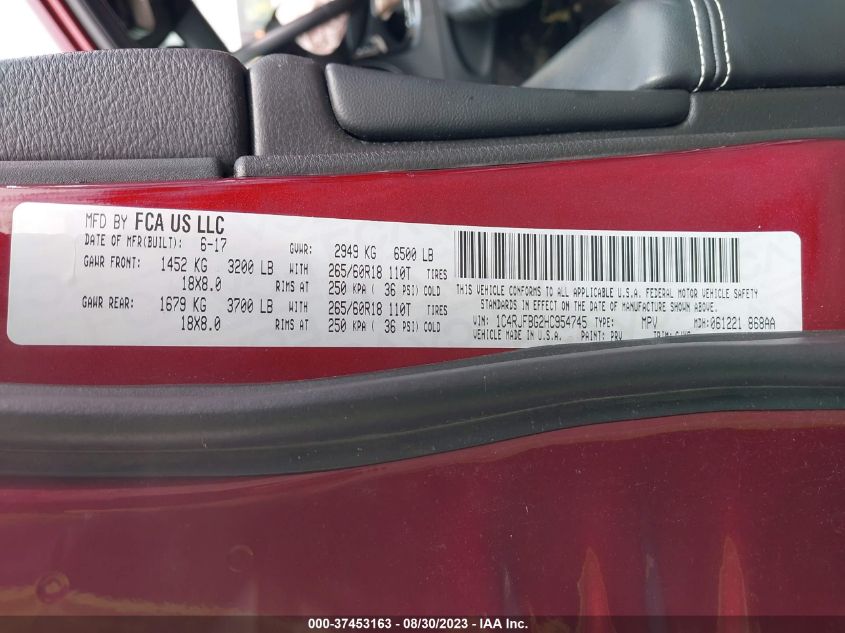 MFD BY FCA US LLC
DATE OF MFR(BUILT): 6-17 GVWR: 2949 KG 6500 LB
GAWR FRONT: 1452 KG 3200 LB WITH 265/60R18 110T TIRES
18X8.0 RIMS AT 250 KPA ( 36 PSI) COLD
GAWR REAR: 1679 KG 3700 LB WITH 265/60R18 110T TIRES
18X8.0 RIMS AT 250 KPA ( 36 PSI) COLD
THIS VEHICLE CONFORMS TO ALL APPLICABLE U.S.A. FEDERAL MOTOR VEHICLE SAFETY
STANDARDS IN EFFECT ON THE DATE OF MANUFACTURE SHOWN ABOVE.
VIN: 1C4RJFBG2HC954745 TYPE: MPV MDH: 061221 868AA
VEHICLE MADE IN U.S.A. PAINT: PRV TRIM:
000-37453163 - 08/30/2023 - IAA Inc.